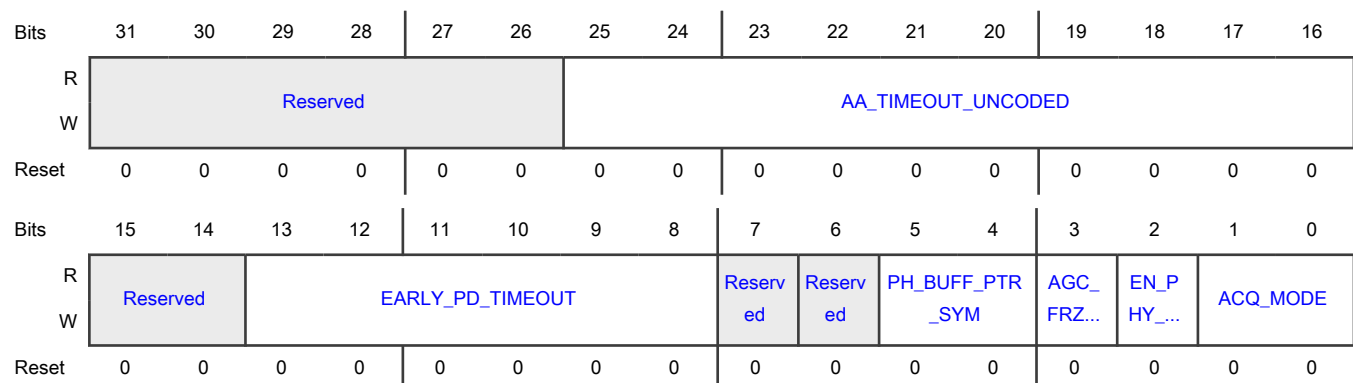 Bits 31 30 29 28 27 26 25 24 23 22 21 20 19 18 17 16
R
Reserved AA_TIMEOUT_UNCODED
W
Reset 0 0 0 0 0 0 0 0 0 0 0 0 0 0 0 0
Bits 15 14 13 12 11 10 9 8 7 6 5 4 3 2 1 0
R Reserv Reserv PH_BUFF_PTR AGC_ EN_P
Reserved EARLY_PD_TIMEOUT ACQ_MODE
W ed ed _SYM FRZ... HY_...
Reset 0 0 0 0 0 0 0 0 0 0 0 0 0 0 0 0